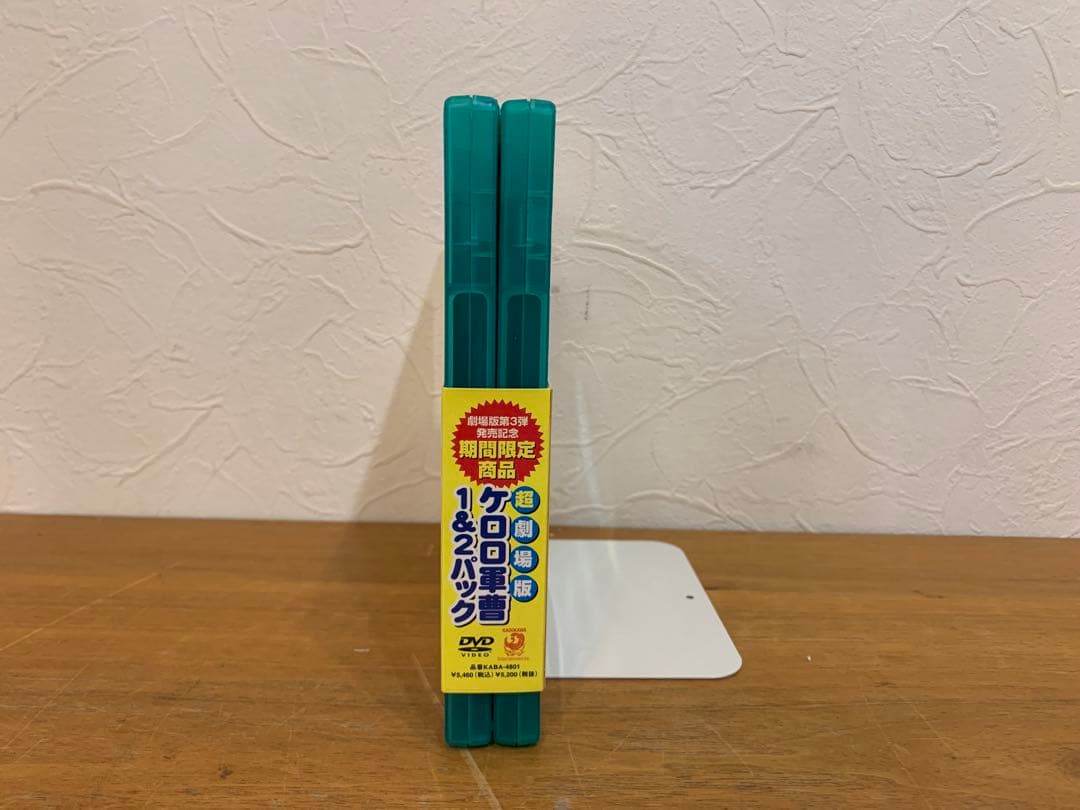 劇場版第3弾
発売記念
期間限定
商品
超劇場版
ケロロ軍曹
1&2パック
DVD
VIDEO
KADOKAWA
品番KABA-4801
¥5,460(税込)¥5,200(税抜)